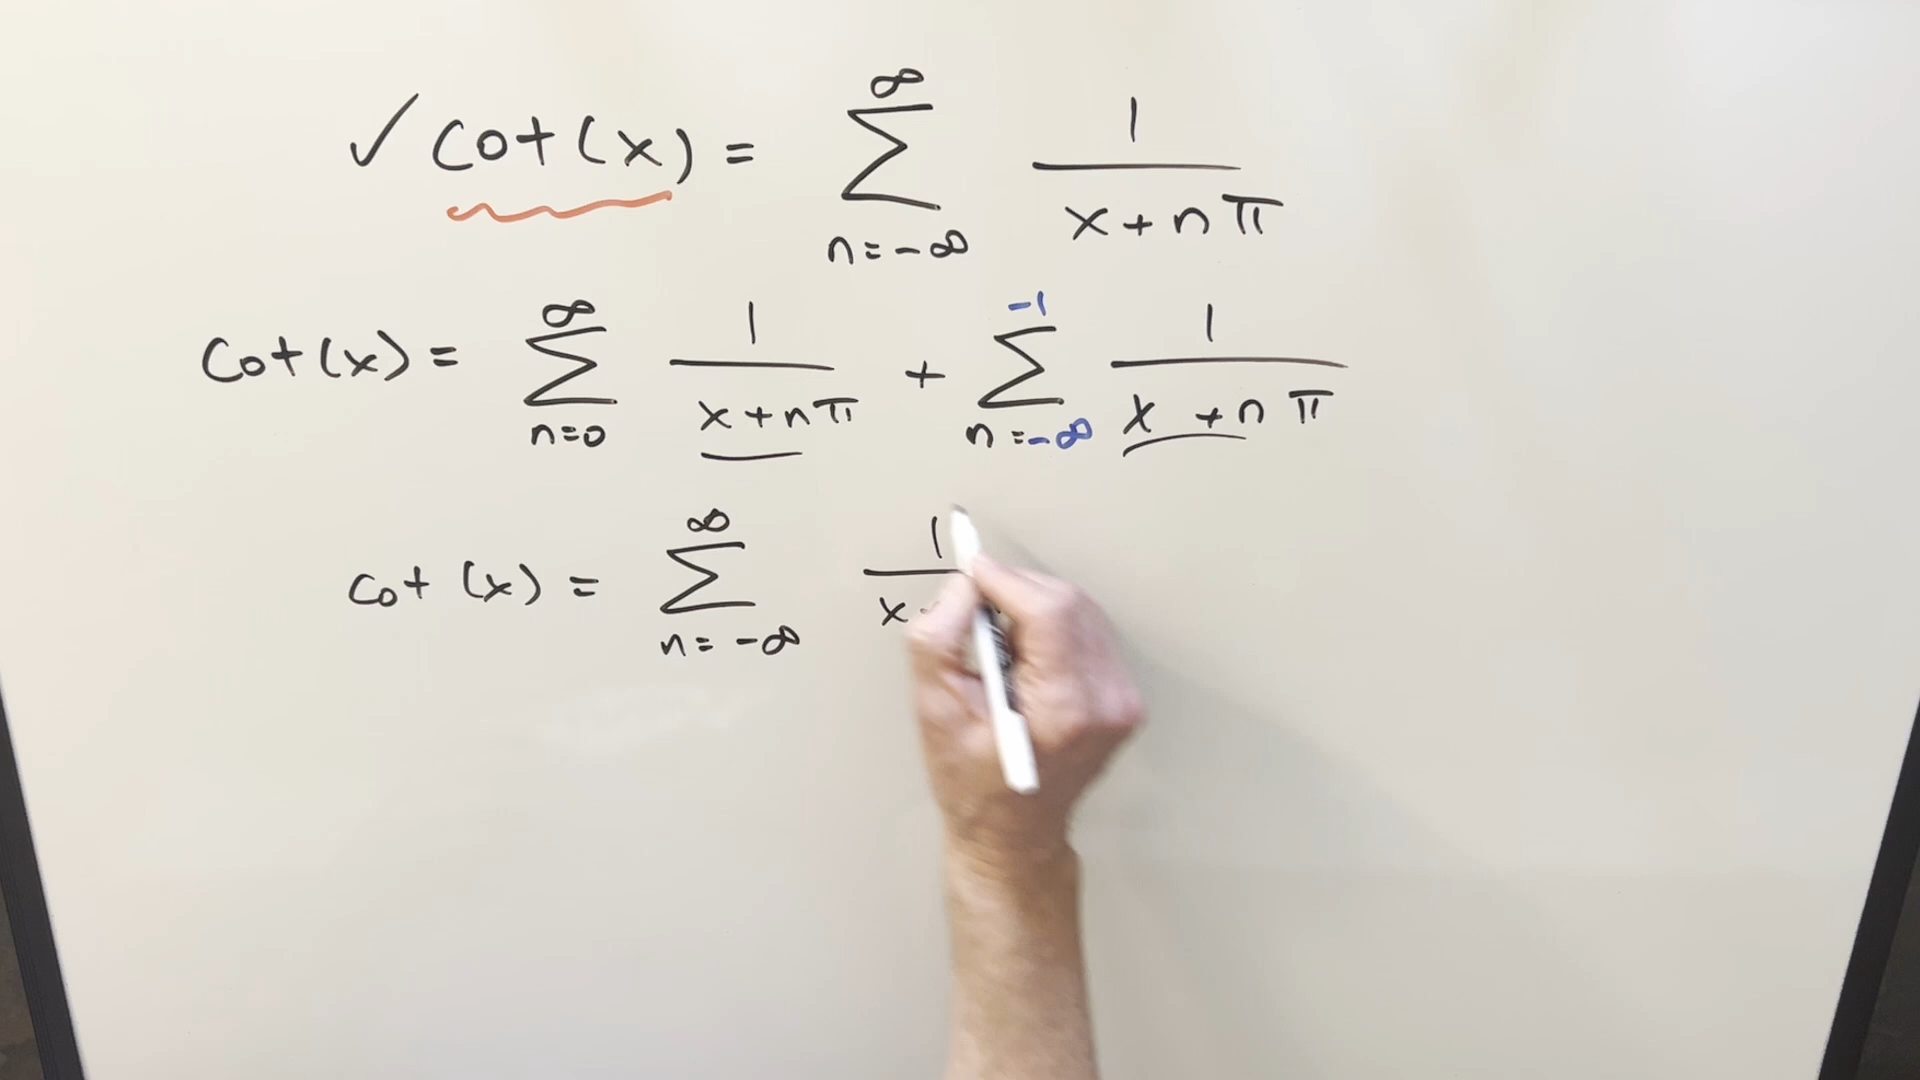 ✓ cot(x) = ∞ Σ n=-∞ 1 / x+nπ
cot(x) = ∞ Σ n=0 1 / x+nπ + -1 Σ n=-∞ 1 / x+nπ
cot(x) = ∞ Σ n=-∞ 1 / x